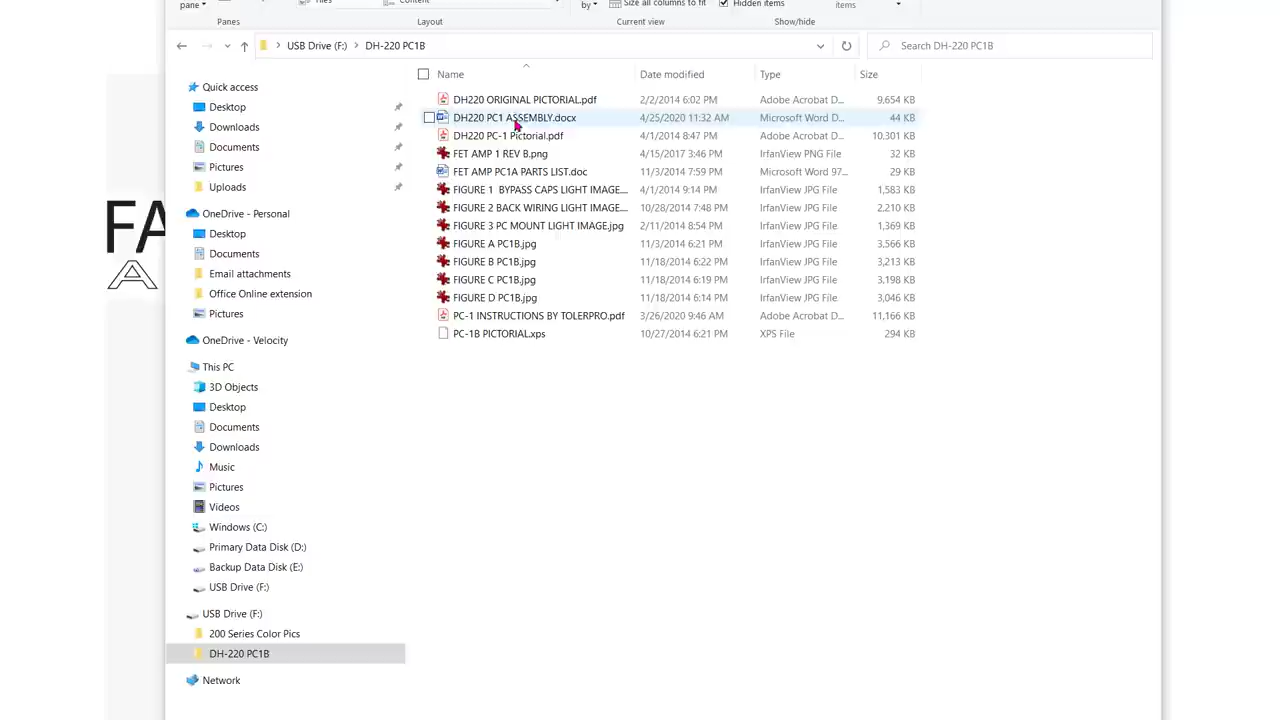 pane
Files
Content
by
Size all columns to fit
Hidden items
items
Panes
Layout
Current view
Show/hide
USB Drive (F:) > DH-220 PC1B
Search DH-220 PC1B
Name Date modified Type Size
Quick access
Desktop
Downloads
Documents
Pictures
Uploads
OneDrive - Personal
Desktop
Documents
Email attachments
Office Online extension
Pictures
OneDrive - Velocity
This PC
3D Objects
Desktop
Documents
Downloads
Music
Pictures
Videos
Windows (C:)
Primary Data Disk (D:)
Backup Data Disk (E:)
USB Drive (F:)
USB Drive (F:)
200 Series Color Pics
DH-220 PC1B
Network
DH220 ORIGINAL PICTORIAL.pdf 2/2/2014 6:02 PM Adobe Acrobat D... 9,654 KB
DH220 PC1 ASSEMBLY.docx 4/25/2020 11:32 AM Microsoft Word D... 44 KB
DH220 PC-1 Pictorial.pdf 4/1/2014 8:47 PM Adobe Acrobat D... 10,301 KB
FET AMP 1 REV B.png 4/15/2017 3:46 PM IrfanView PNG File 32 KB
FET AMP PC1A PARTS LIST.doc 11/3/2014 7:59 PM Microsoft Word 97... 29 KB
FIGURE 1 BYPASS CAPS LIGHT IMAGE.... 4/1/2014 9:14 PM IrfanView JPG File 1,583 KB
FIGURE 2 BACK WIRING LIGHT IMAGE.... 10/28/2014 7:48 PM IrfanView JPG File 2,210 KB
FIGURE 3 PC MOUNT LIGHT IMAGE.jpg 2/11/2014 8:54 PM IrfanView JPG File 1,369 KB
FIGURE A PC1B.jpg 11/3/2014 6:21 PM IrfanView JPG File 3,566 KB
FIGURE B PC1B.jpg 11/18/2014 6:22 PM IrfanView JPG File 3,213 KB
FIGURE C PC1B.jpg 11/18/2014 6:19 PM IrfanView JPG File 3,198 KB
FIGURE D PC1B.jpg 11/18/2014 6:14 PM IrfanView JPG File 3,046 KB
PC-1 INSTRUCTIONS BY TOLERPRO.pdf 3/26/2020 9:46 AM Adobe Acrobat D... 11,166 KB
PC-1B PICTORIAL.xps 10/27/2014 6:21 PM XPS File 294 KB
FA
A